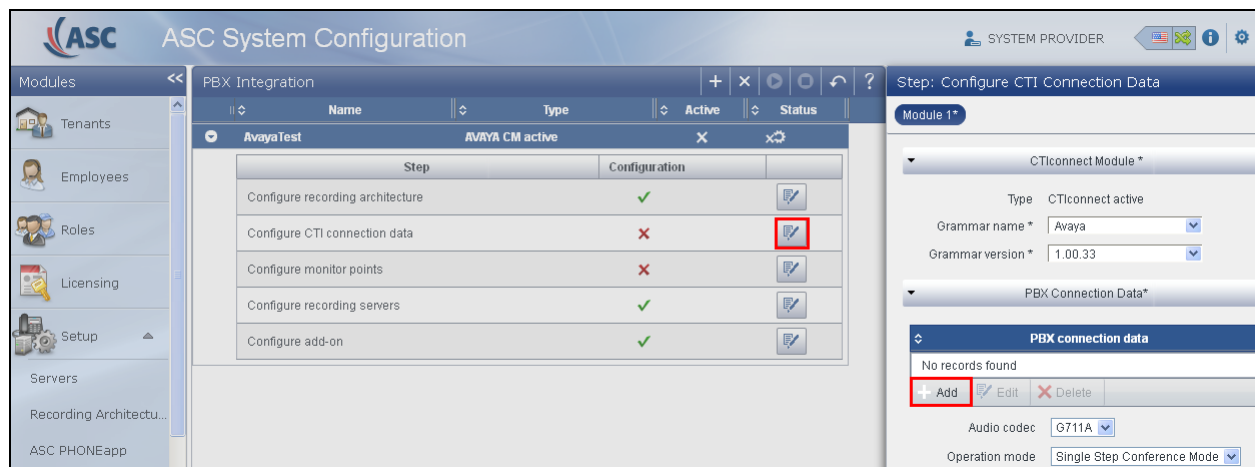 ASC ASC System Configuration SYSTEM PROVIDER
Modules <<
Tenants
Employees
Roles
Licensing
Setup
Servers
Recording Architectu...
ASC PHONEapp
PBX Integration ?
Name Type Active Status
AvayaTest AVAYA CM active
Step Configuration
Configure recording architecture
Configure CTI connection data
Configure monitor points
Configure recording servers
Configure add-on
Step: Configure CTI Connection Data
Module 1*
CTIconnect Module *
Type CTIconnect active
Grammar name * Avaya
Grammar version * 1.00.33
PBX Connection Data*
PBX connection data
No records found
Add Edit Delete
Audio codec G711A
Operation mode Single Step Conference Mode